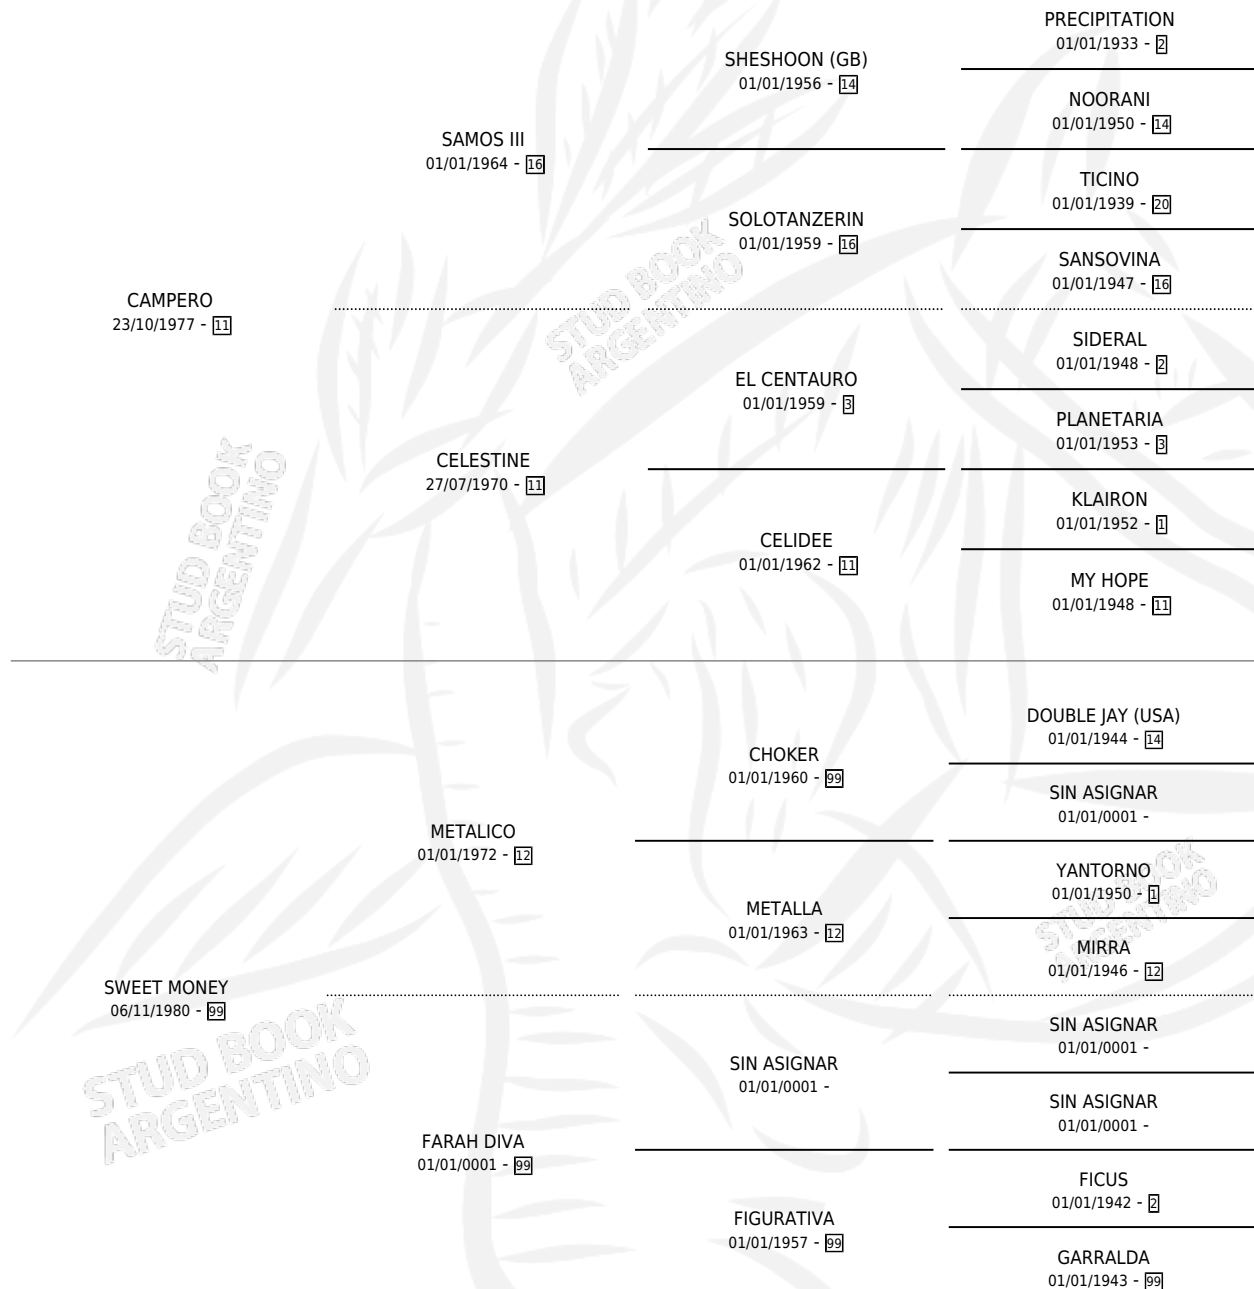 PRECIPITATION
01/01/1933 - 2
SHESHOON (GB)
01/01/1956 - 14
NOORANI
01/01/1950 - 14
SAMOS III
01/01/1964 - 16
TICINO
01/01/1939 - 20
SOLOTANZERIN
01/01/1959 - 16
SANSOVINA
01/01/1947 - 16
CAMPERO
23/10/1977 - 11
SIDERAL
01/01/1948 - 2
EL CENTAURO
01/01/1959 - 3
PLANETARIA
01/01/1953 - 3
CELESTINE
27/07/1970 - 11
KLAIRON
01/01/1952 - 1
CELIDEE
01/01/1962 - 11
MY HOPE
01/01/1948 - 11
DOUBLE JAY (USA)
01/01/1944 - 14
CHOKER
01/01/1960 - 99
SIN ASIGNAR
01/01/0001 -
METALICO
01/01/1972 - 12
YANTORNO
01/01/1950 - 1
METALLA
01/01/1963 - 12
MIRRA
01/01/1946 - 12
SWEET MONEY
06/11/1980 - 99
SIN ASIGNAR
01/01/0001 -
SIN ASIGNAR
01/01/0001 -
SIN ASIGNAR
01/01/0001 -
FARAH DIVA
01/01/0001 - 99
FICUS
01/01/1942 - 2
FIGURATIVA
01/01/1957 - 99
GARRALDA
01/01/1943 - 99
STUD BOOK
ARGENTINO
STUD BOOK
ARGENTINO
STUD BOOK
ARGENTINO
STUD BOOK
ARGENTINO